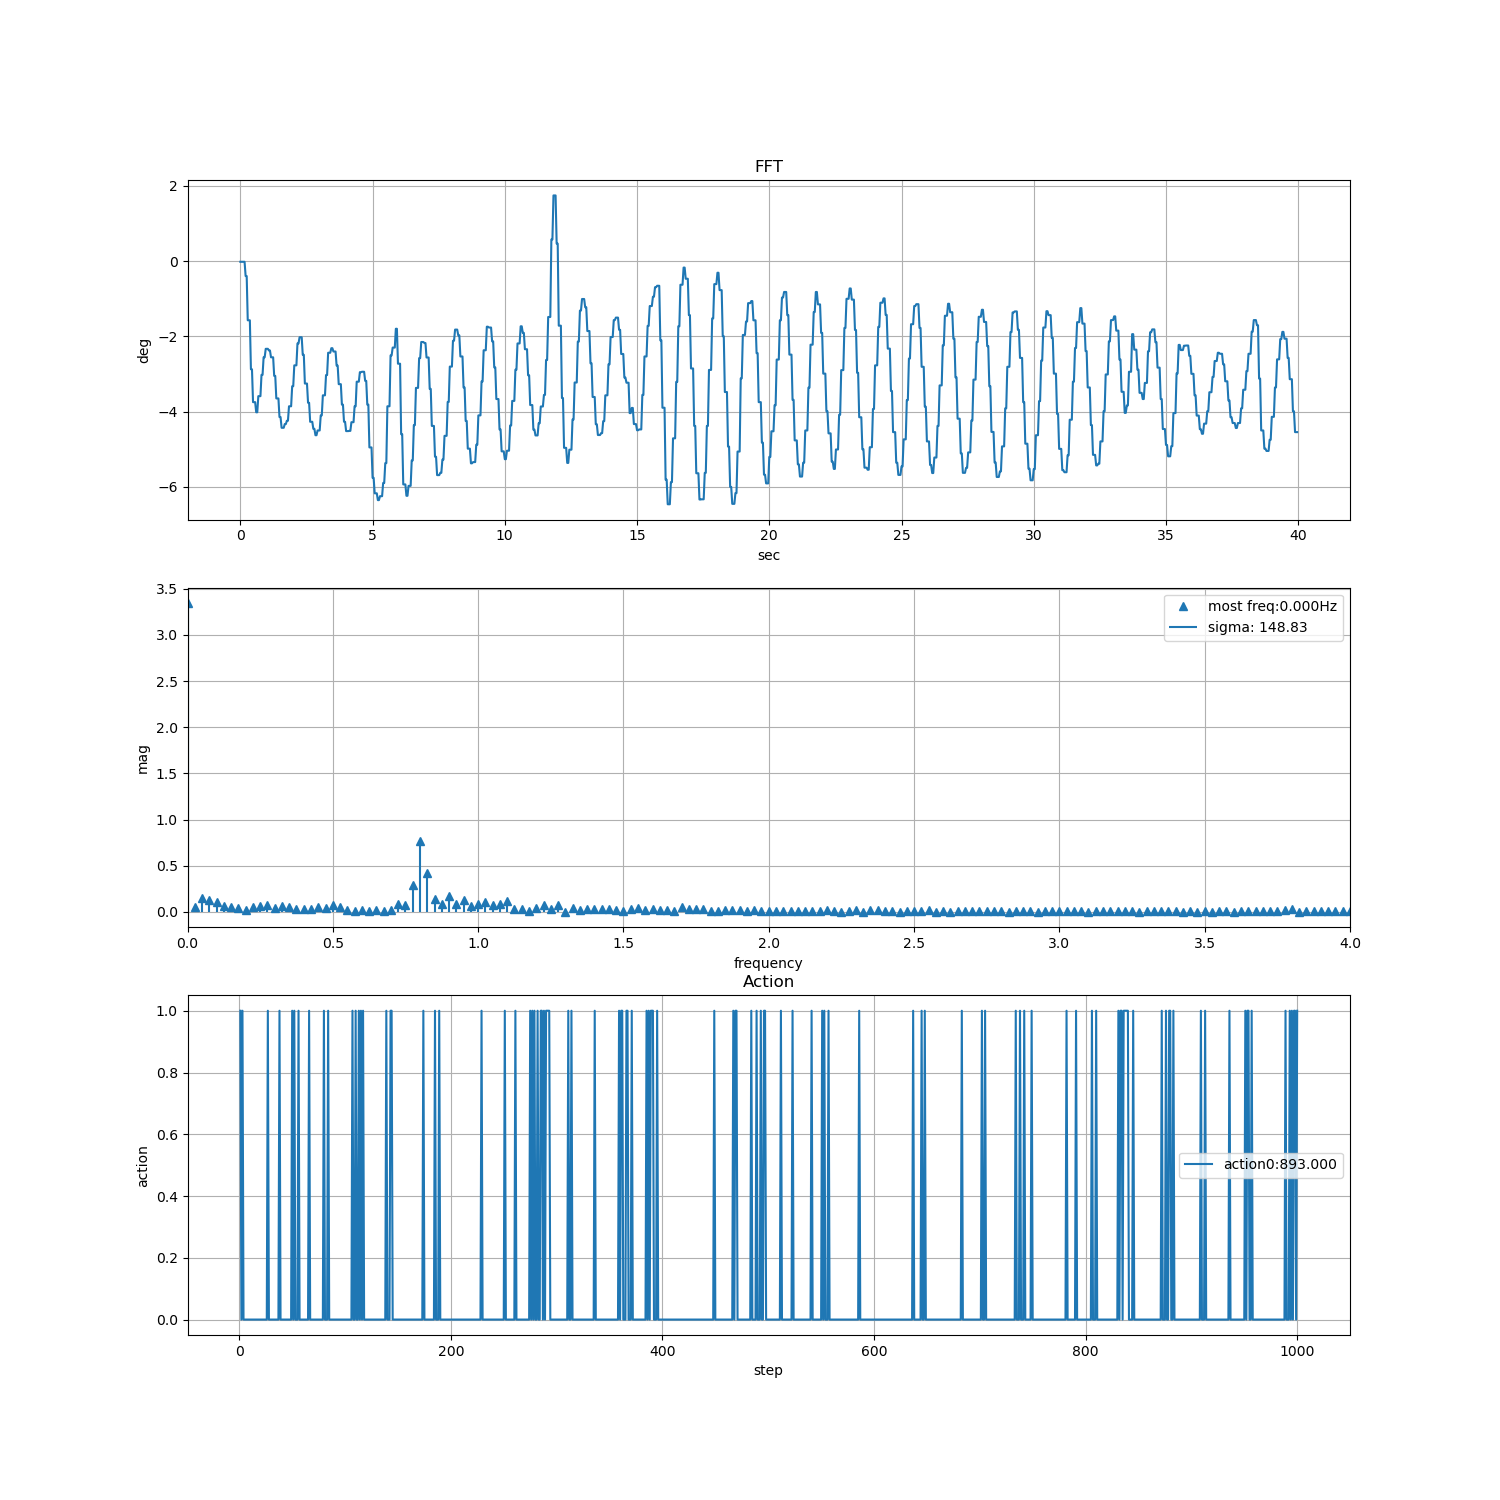 FFT
2
0
−2
−4
−6
deg
0 5 10 15 20 25 30 35 40
sec
3.5
3.0
2.5
2.0
1.5
1.0
0.5
0.0
mag
most freq:0.000Hz
sigma: 148.83
0.0 0.5 1.0 1.5 2.0 2.5 3.0 3.5 4.0
frequency
Action
1.0
0.8
0.6
0.4
0.2
0.0
action
action0:893.000
0 200 400 600 800 1000
step